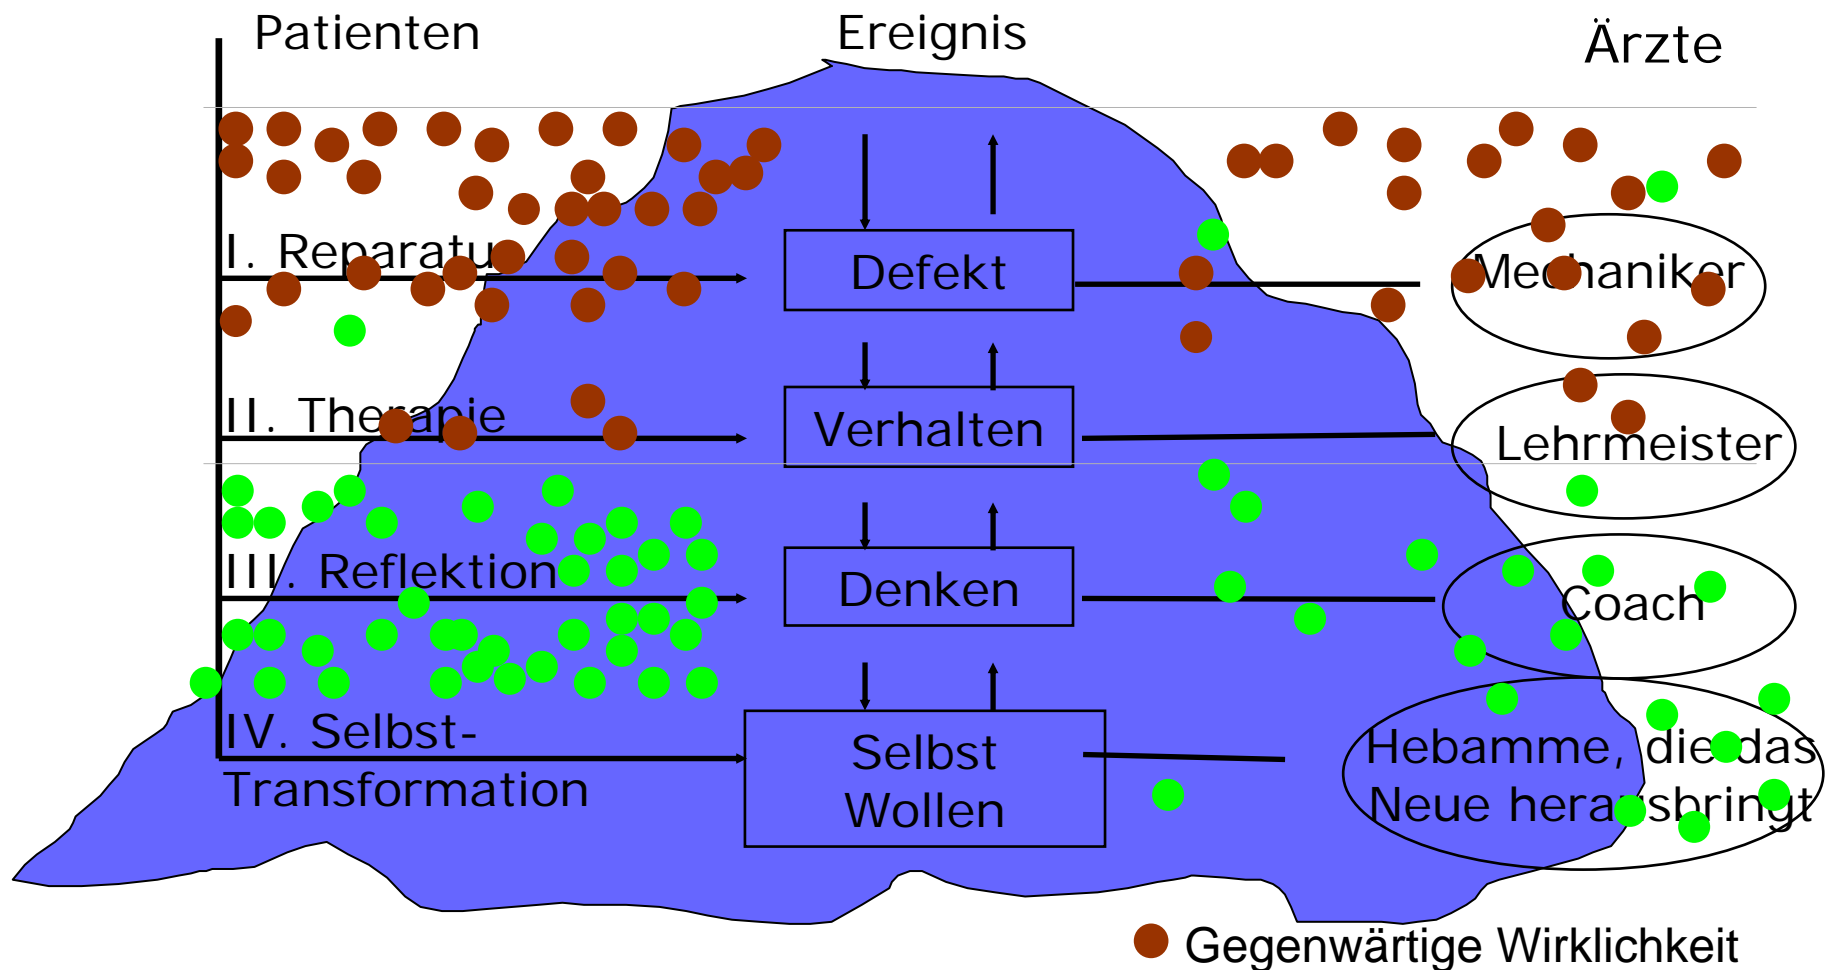 Patienten
Ereignis
Ärzte
I. Reparatu
Defekt
Mechaniker
II. Therapie
Verhalten
Lehrmeister
III. Reflektion
Denken
Coach
IV. Selbst-
Transformation
Selbst
Wollen
Hebamme, die das
Neue herausbringt
Gegenwärtige Wirklichkeit